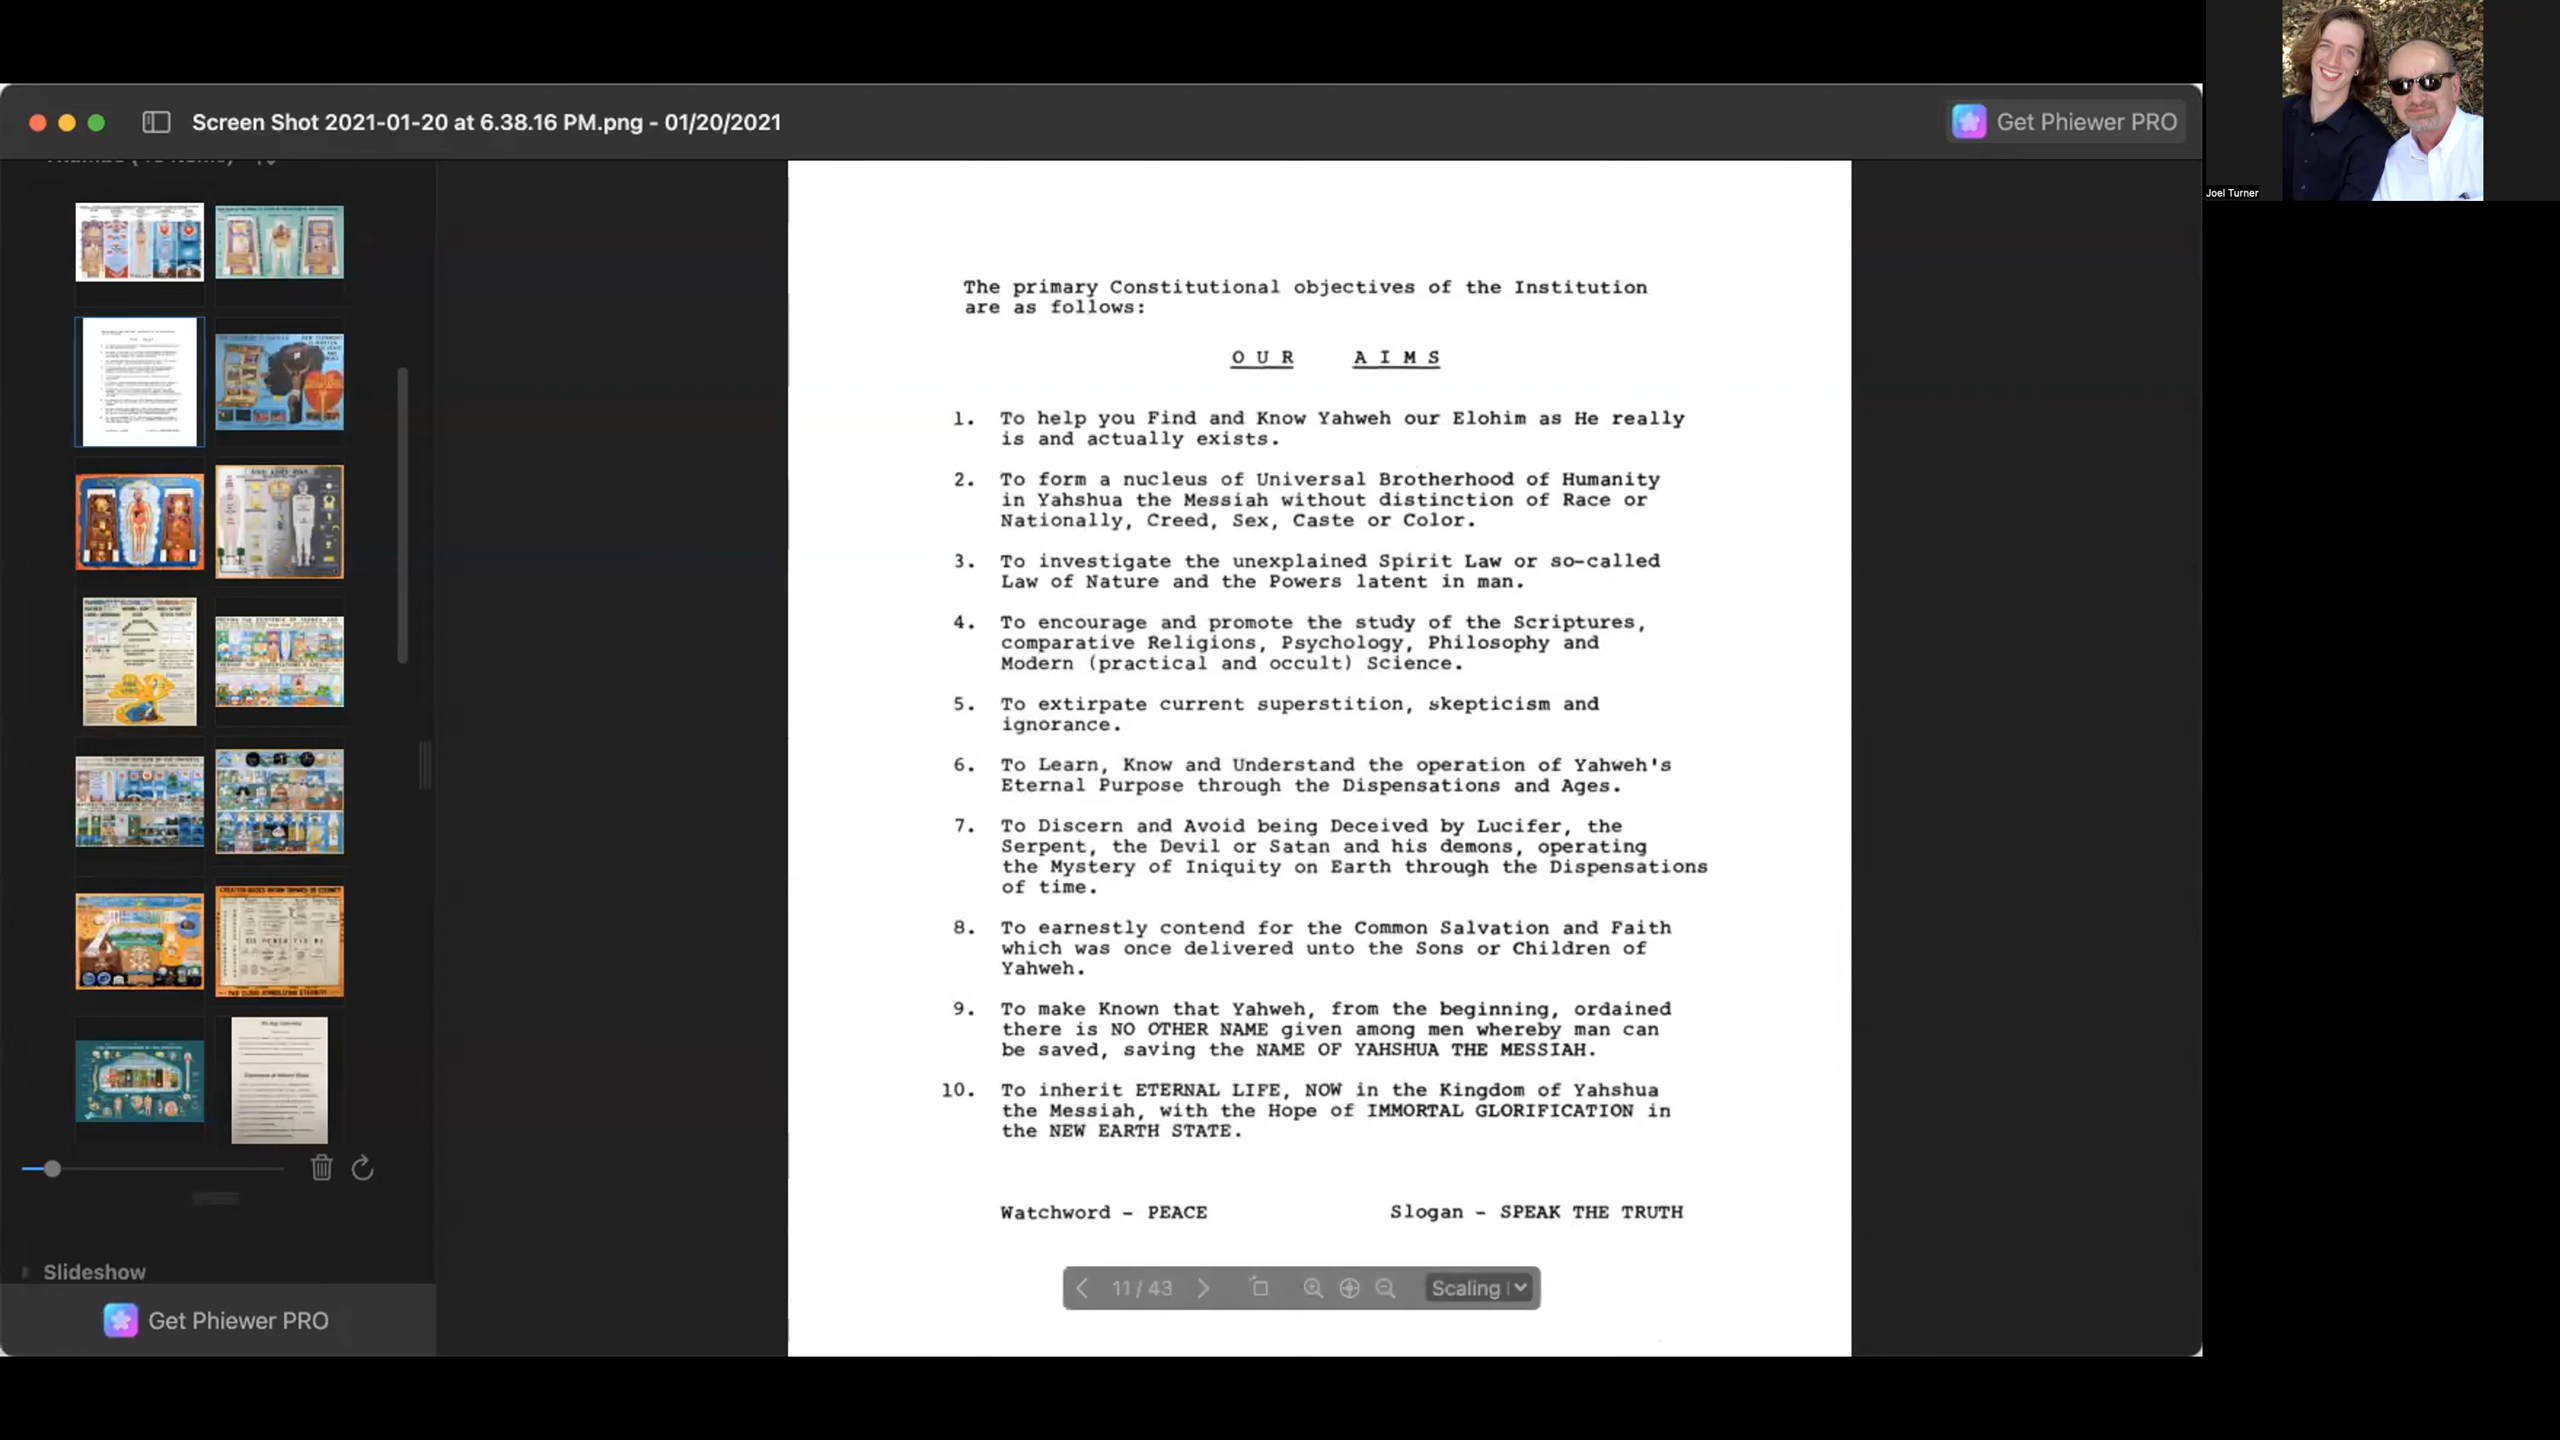 Screen Shot 2021-01-20 at 6.38.16 PM.png - 01/20/2021
Get Phiewer PRO
Joel Turner
The primary Constitutional objectives of the Institution
are as follows:
OUR AIMS
1. To help you Find and Know Yahweh our Elohim as He really
is and actually exists.
2. To form a nucleus of Universal Brotherhood of Humanity
in Yahshua the Messiah without distinction of Race or
Nationally, Creed, Sex, Caste or Color.
3. To investigate the unexplained Spirit Law or so-called
Law of Nature and the Powers latent in man.
4. To encourage and promote the study of the Scriptures,
comparative Religions, Psychology, Philosophy and
Modern (practical and occult) Science.
5. To extirpate current superstition, skepticism and
ignorance.
6. To Learn, Know and Understand the operation of Yahweh's
Eternal Purpose through the Dispensations and Ages.
7. To Discern and Avoid being Deceived by Lucifer, the
Serpent, the Devil or Satan and his demons, operating
the Mystery of Iniquity on Earth through the Dispensations
of time.
8. To earnestly contend for the Common Salvation and Faith
which was once delivered unto the Sons or Children of
Yahweh.
9. To make Known that Yahweh, from the beginning, ordained
there is NO OTHER NAME given among men whereby man can
be saved, saving the NAME OF YAHSHUA THE MESSIAH.
10. To inherit ETERNAL LIFE, NOW in the Kingdom of Yahshua
the Messiah, with the Hope of IMMORTAL GLORIFICATION in
the NEW EARTH STATE.
Watchword - PEACE Slogan - SPEAK THE TRUTH
11 / 43 Scaling
Slideshow
Get Phiewer PRO